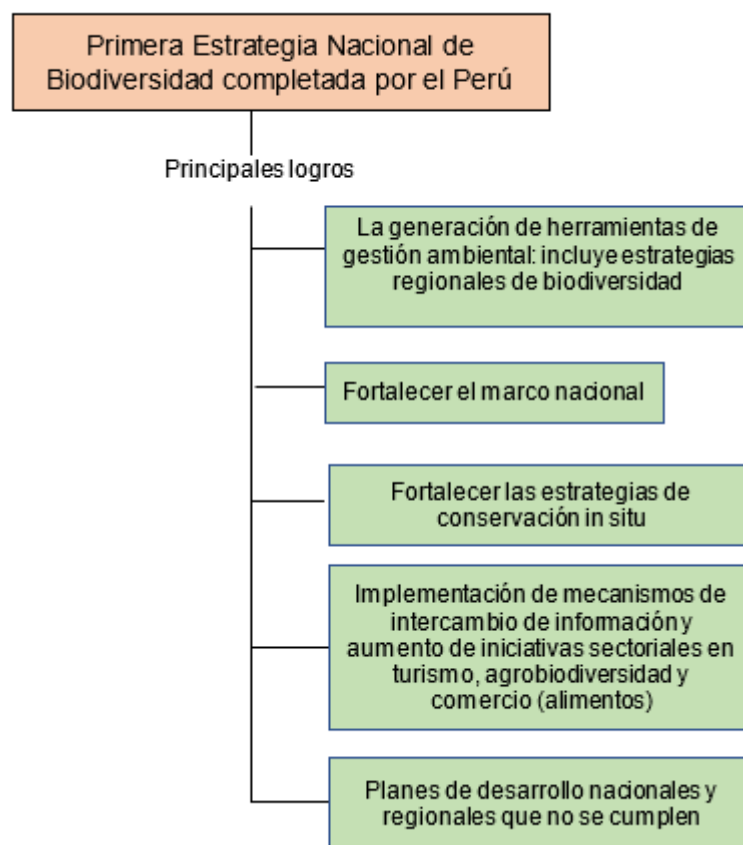 Primera Estrategia Nacional de
Biodiversidad completada por el Perú
Principales logros
La generación de herramientas de
gestión ambiental: incluye estrategias
regionales de biodiversidad
Fortalecer el marco nacional
Fortalecer las estrategias de
conservación in situ
Implementación de mecanismos de
intercambio de información y
aumento de iniciativas sectoriales en
turismo, agrobiodiversidad y
comercio (alimentos)
Planes de desarrollo nacionales y
regionales que no se cumplen